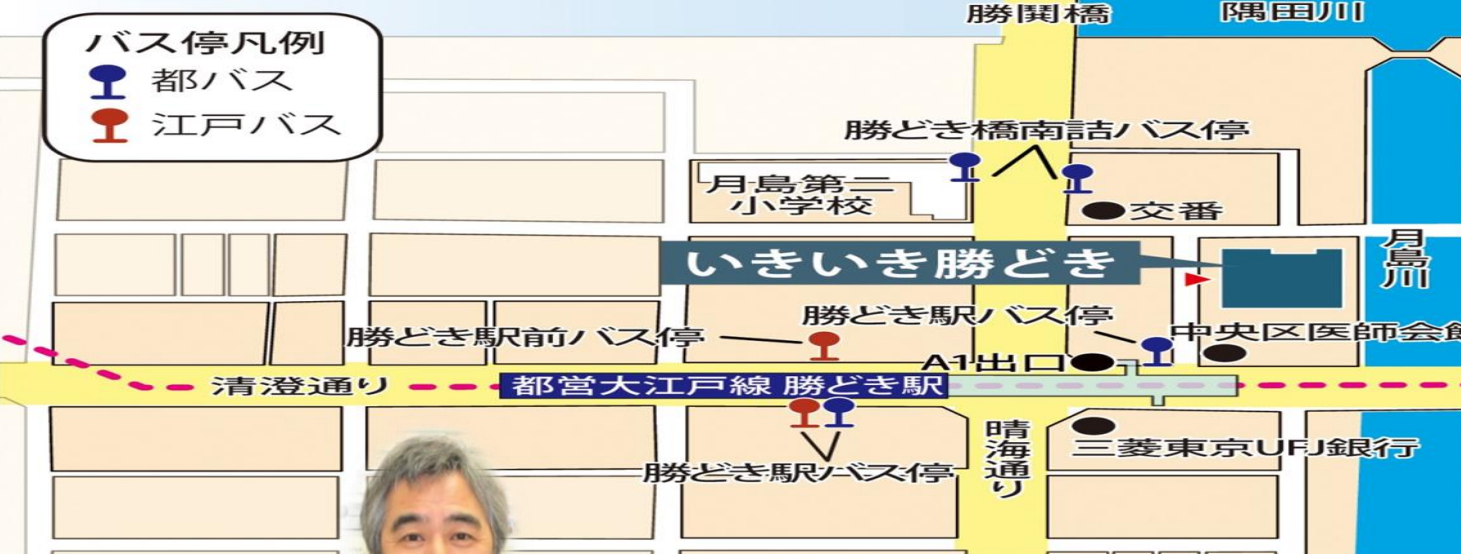 勝鬨橋
隅田川
バス停凡例
都バス
江戸バス
勝どき橋南詰バス停
月島第二
小学校
交番
いきいき勝どき
月島川
勝どき駅バス停
勝どき駅前バス停
中央区医師会館
A1出口
清澄通り
都営大江戸線 勝どき駅
晴海通り
三菱東京UFJ銀行
勝どき駅バス停